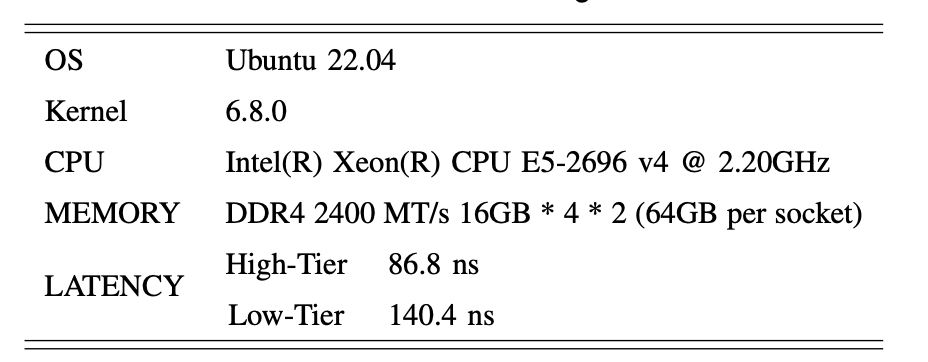 OS Ubuntu 22.04
Kernel 6.8.0
CPU Intel(R) Xeon(R) CPU E5-2696 v4 @ 2.20GHz
MEMORY DDR4 2400 MT/s 16GB * 4 * 2 (64GB per socket)
LATENCY
High-Tier 86.8 ns
Low-Tier 140.4 ns